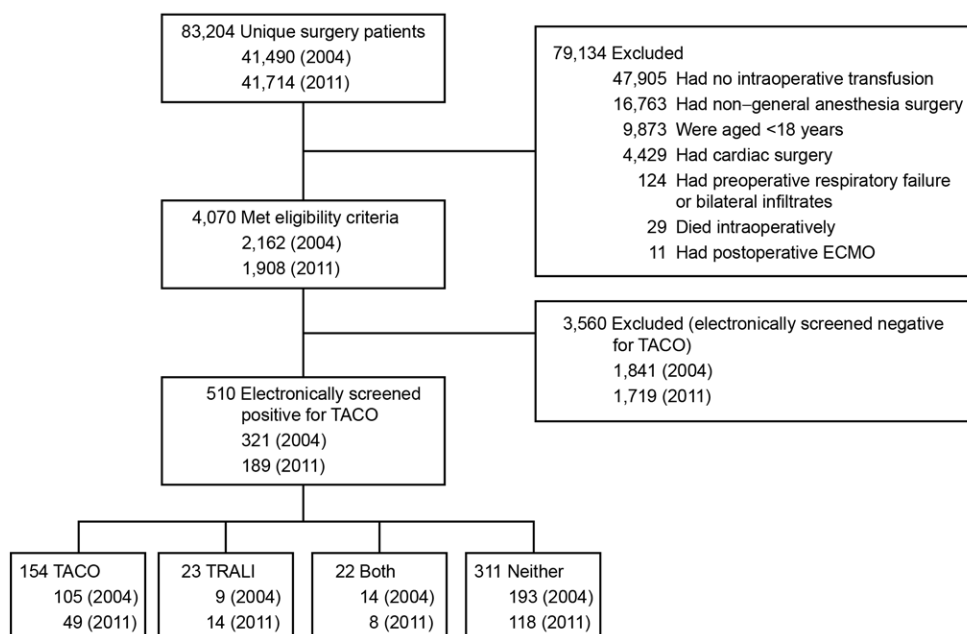 83,204 Unique surgery patients
41,490 (2004)
41,714 (2011)
79,134 Excluded
47,905 Had no intraoperative transfusion
16,763 Had non–general anesthesia surgery
9,873 Were aged <18 years
4,429 Had cardiac surgery
124 Had preoperative respiratory failure
or bilateral infiltrates
29 Died intraoperatively
11 Had postoperative ECMO
4,070 Met eligibility criteria
2,162 (2004)
1,908 (2011)
3,560 Excluded (electronically screened negative
for TACO)
1,841 (2004)
1,719 (2011)
510 Electronically screened
positive for TACO
321 (2004)
189 (2011)
154 TACO
105 (2004)
49 (2011)
23 TRALI
9 (2004)
14 (2011)
22 Both
14 (2004)
8 (2011)
311 Neither
193 (2004)
118 (2011)